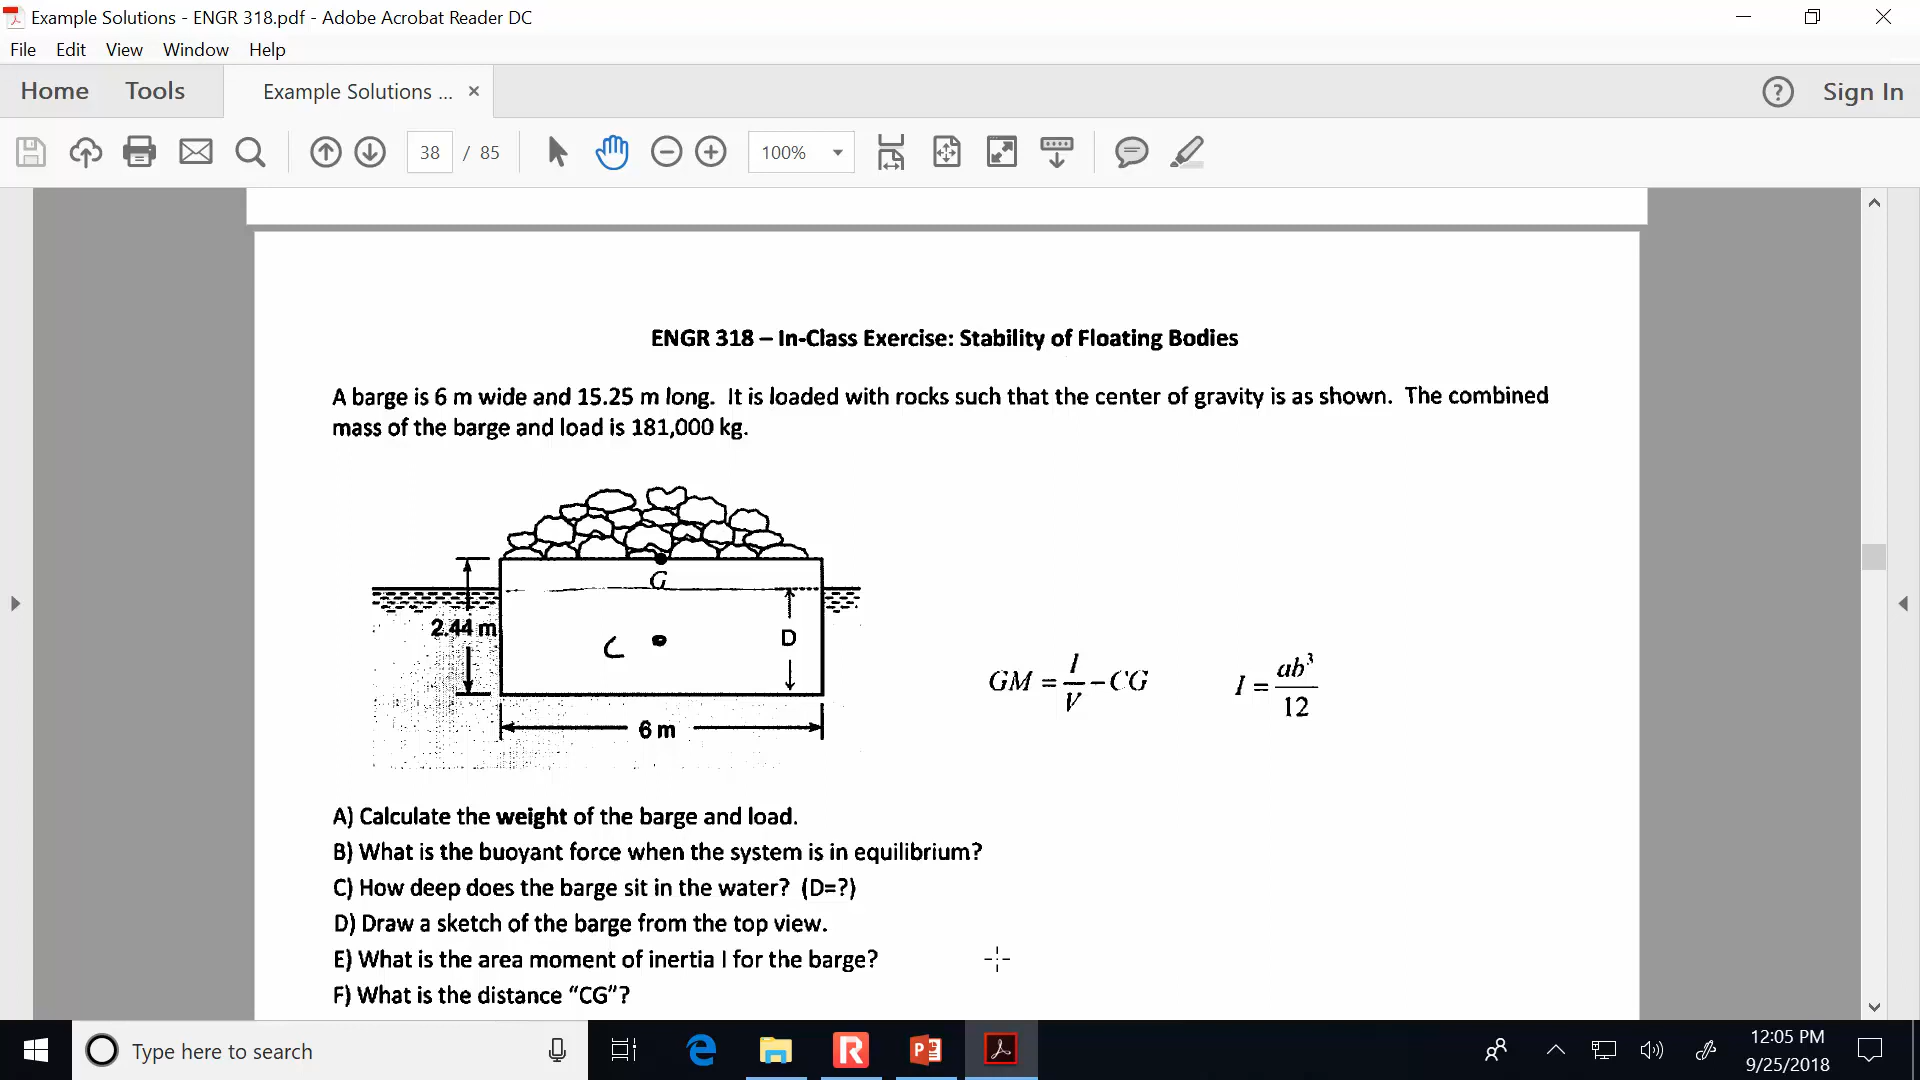 Example Solutions - ENGR 318.pdf - Adobe Acrobat Reader DC
File Edit View Window Help
Home Tools Example Solutions ... × ? Sign In
38 / 85 100%
ENGR 318 – In-Class Exercise: Stability of Floating Bodies
A barge is 6 m wide and 15.25 m long. It is loaded with rocks such that the center of gravity is as shown. The combined
mass of the barge and load is 181,000 kg.
G
2.44 m
C
D
6 m
GM = I/V – CG
I = ab³/12
A) Calculate the weight of the barge and load.
B) What is the buoyant force when the system is in equilibrium?
C) How deep does the barge sit in the water? (D=?)
D) Draw a sketch of the barge from the top view.
E) What is the area moment of inertia I for the barge?
F) What is the distance “CG”?
Type here to search
12:05 PM
9/25/2018